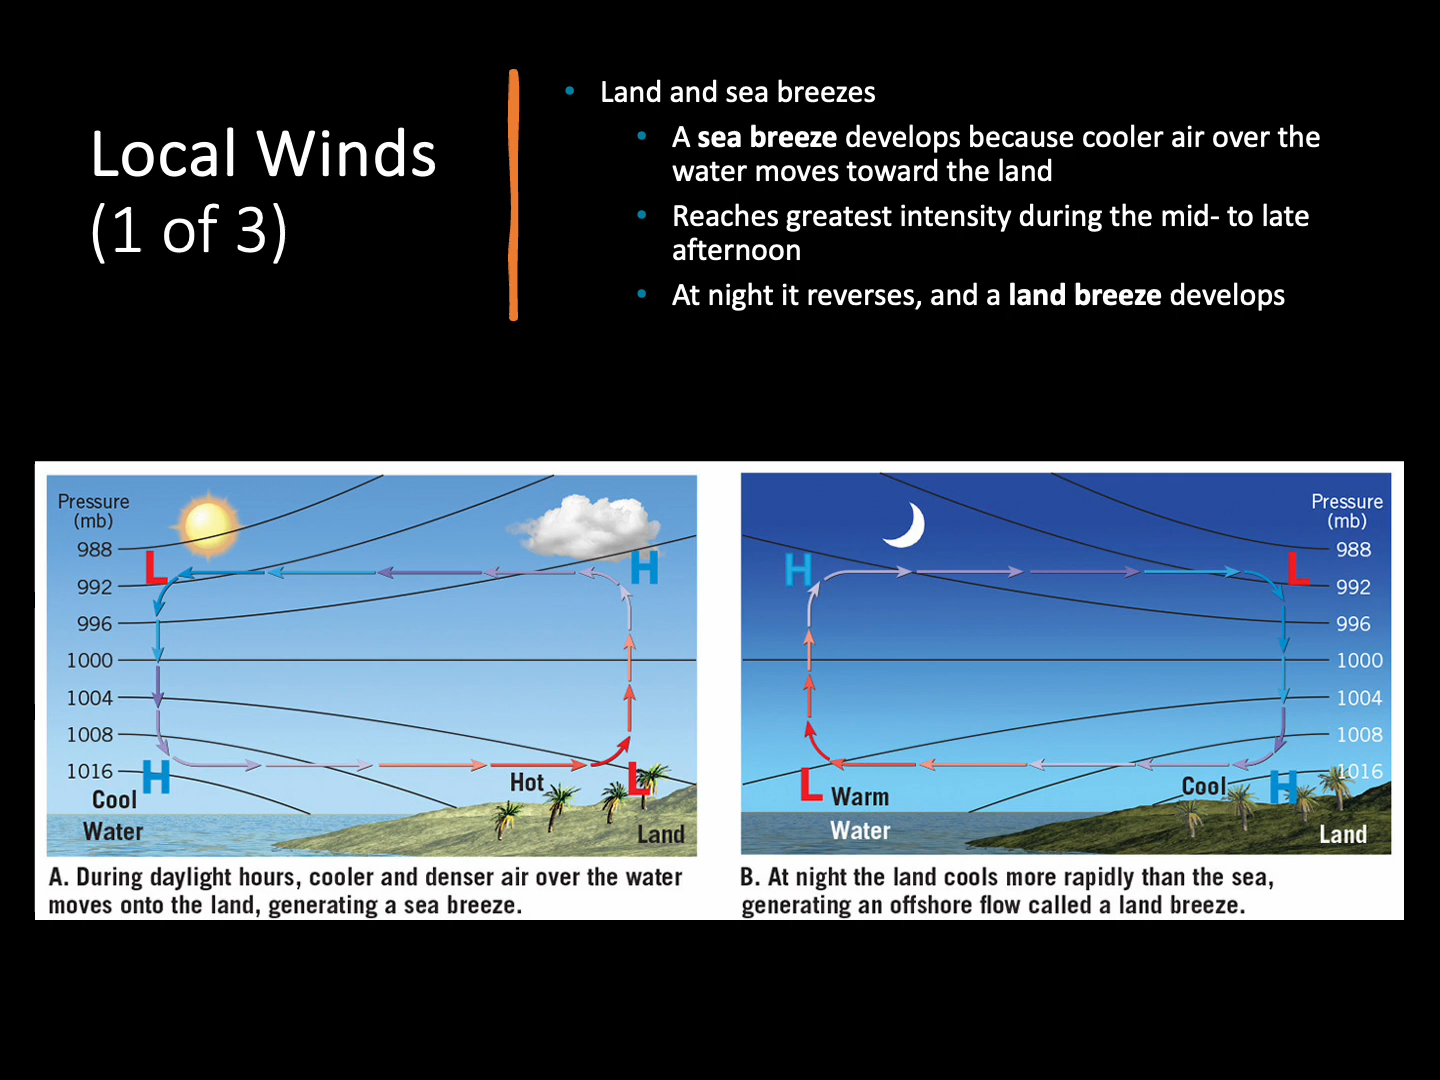 Local Winds
(1 of 3)
• Land and sea breezes
• A sea breeze develops because cooler air over the
water moves toward the land
• Reaches greatest intensity during the mid- to late
afternoon
• At night it reverses, and a land breeze develops
Pressure
(mb)
988
L
H
992
996
1000
1004
1008
1016
H
Hot
L
Cool
Water
Land
A. During daylight hours, cooler and denser air over the water
moves onto the land, generating a sea breeze.
Pressure
(mb)
988
H
L
992
996
1000
1004
1008
1016
L
Warm
Cool
H
Water
Land
B. At night the land cools more rapidly than the sea,
generating an offshore flow called a land breeze.